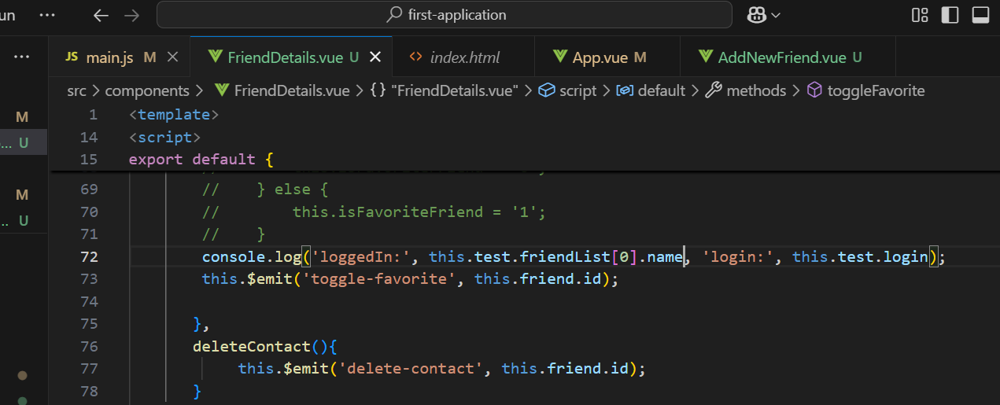 un ··· ← → first-application
··· JS main.js M × FriendDetails.vue U × <> index.html App.vue M AddNewFriend.vue U
src > components > FriendDetails.vue > {} "FriendDetails.vue" > script > default > methods > toggleFavorite
M
... U
M
.. U
1 <template>
14 <script>
15 export default {
69 // } else {
70 // this.isFavoriteFriend = '1';
71 // }
72 console.log('loggedIn:', this.test.friendList[0].name, 'login:', this.test.login);
73 this.$emit('toggle-favorite', this.friend.id);
74
75 },
76 deleteContact(){
77 this.$emit('delete-contact', this.friend.id);
78 }